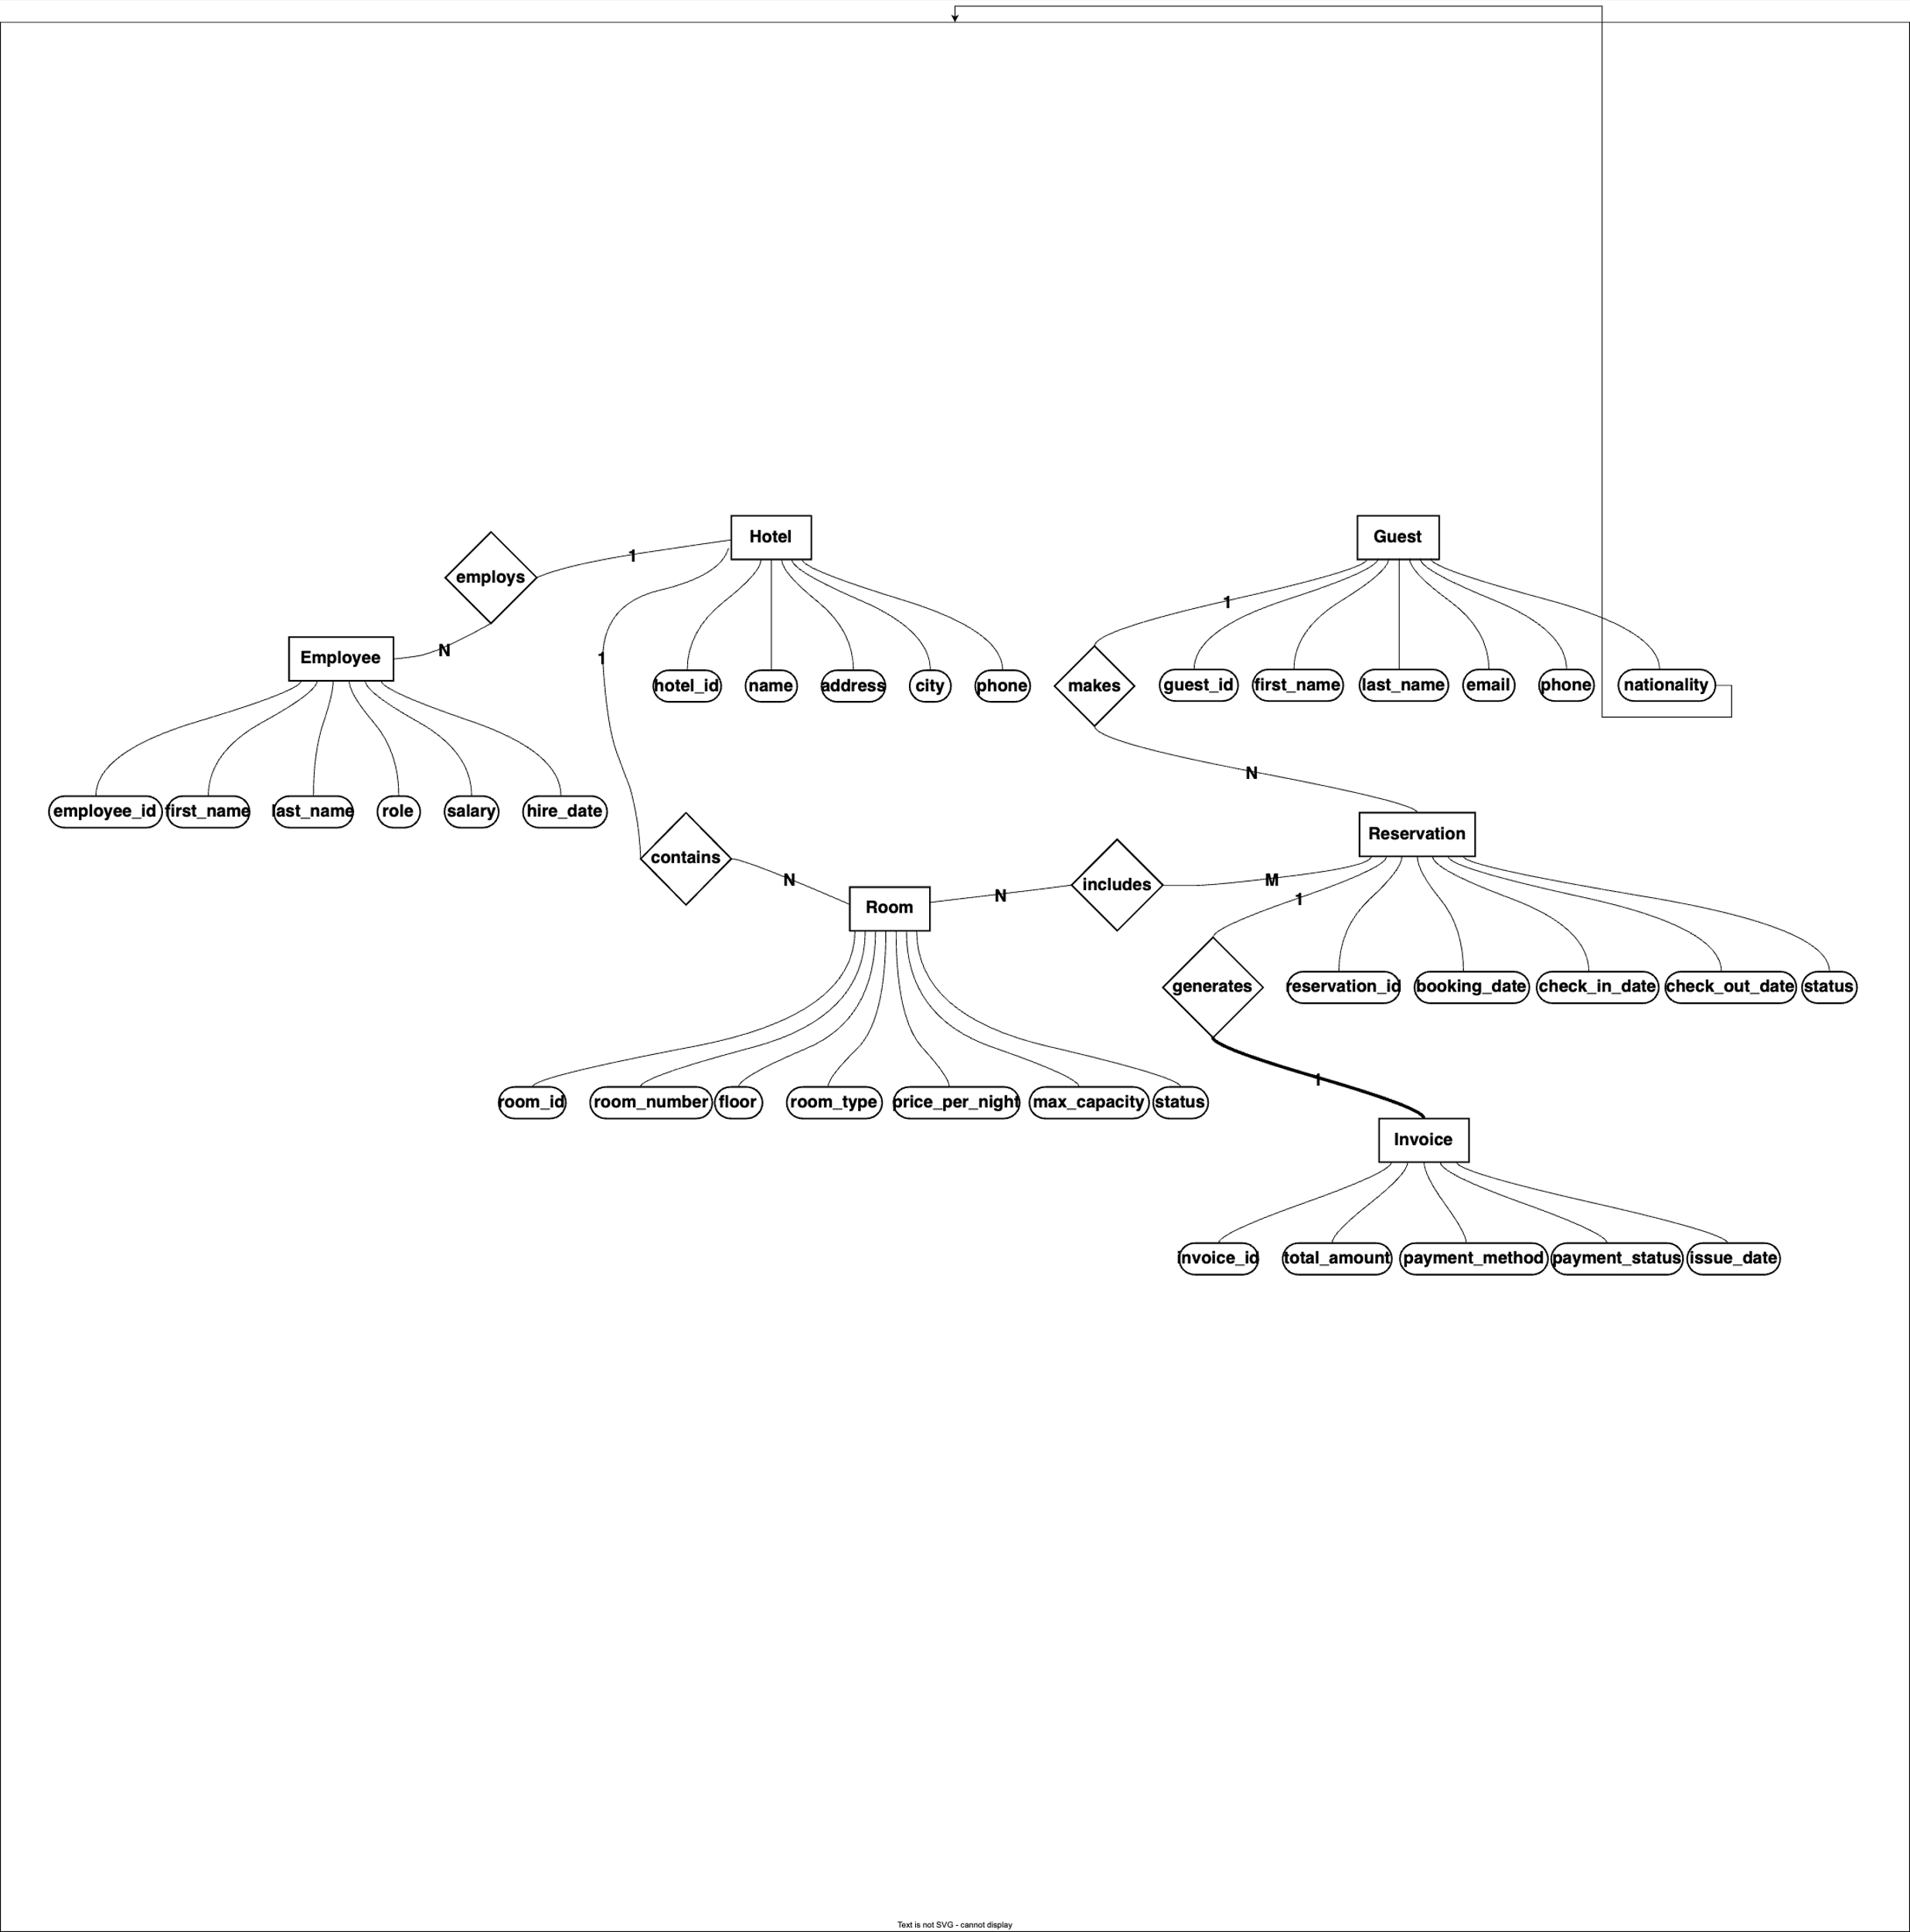 Hotel
Guest
employs
1
1
Employee
N
1
hotel_id
name
address
city
phone
makes
guest_id
first_name
last_name
email
phone
nationality
N
employee_id
first_name
last_name
role
salary
hire_date
Reservation
contains
N
includes
M
N
1
Room
generates
reservation_id
booking_date
check_in_date
check_out_date
status
1
room_id
room_number
floor
room_type
price_per_night
max_capacity
status
Invoice
invoice_id
total_amount
payment_method
payment_status
issue_date
Text is not SVG - cannot display